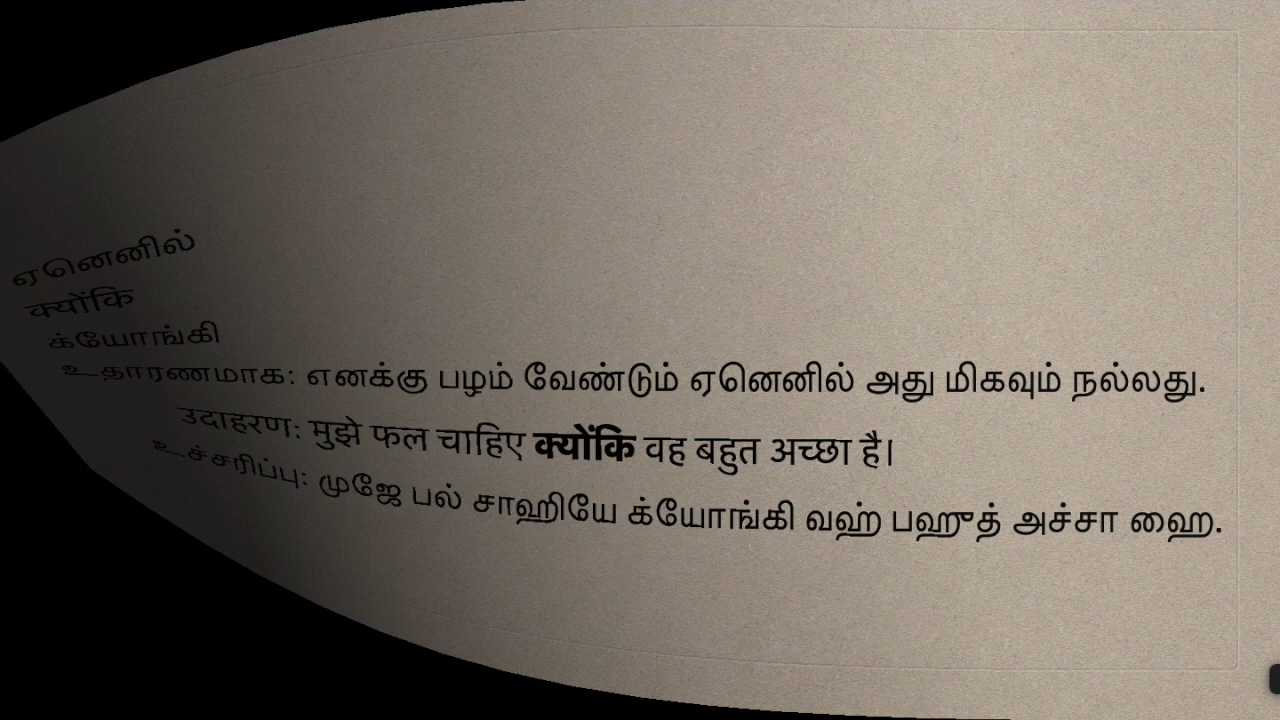 ஏனெனில்
क्योंकि
க்யோங்கி
உதாரணமாக: எனக்கு பழம் வேண்டும் ஏனெனில் அது மிகவும் நல்லது.
उदाहरण: मुझे फल चाहिए क्योंकि वह बहुत अच्छा है।
உச்சரிப்பு: முஜே பல் சாஹியே க்யோங்கி வஹ் பஹுத் அச்சா ஹை.